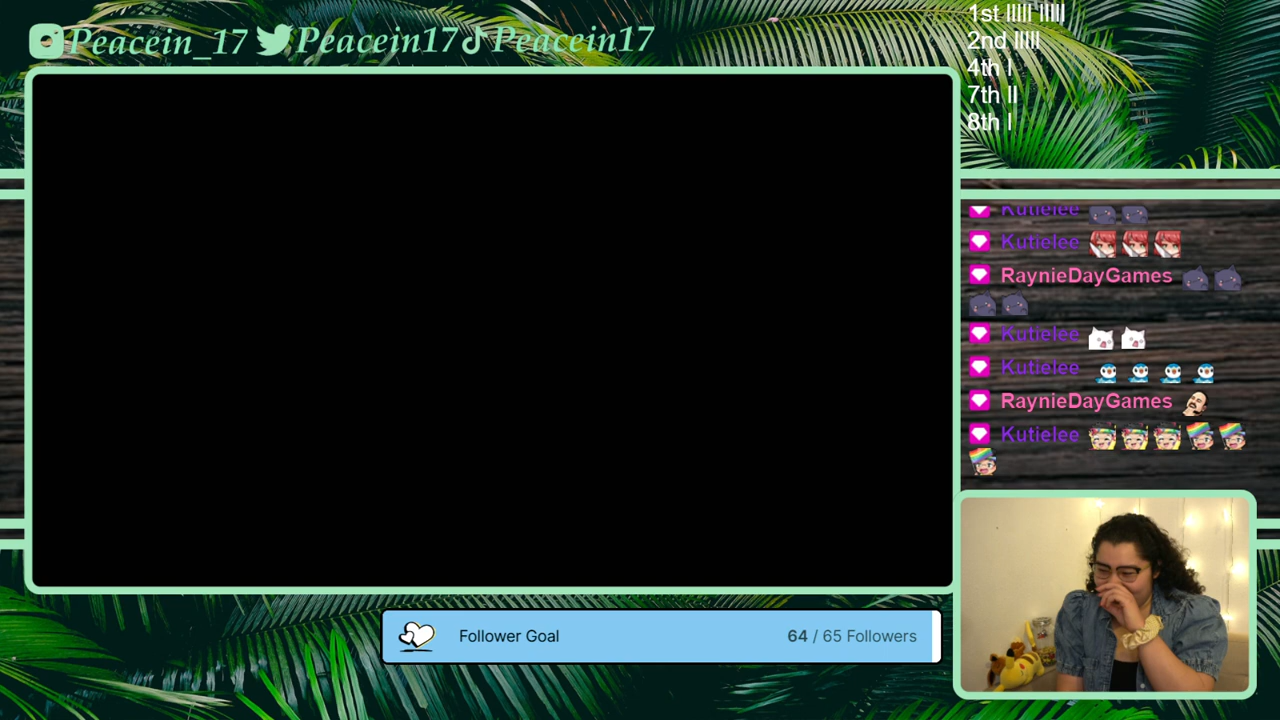 Peacein_17 Peacein17 Peacein17
1st IIIII IIIII
2nd IIIII
4th I
7th II
8th I
Kutielee
Kutielee
RaynieDayGames
Kutielee
Kutielee
RaynieDayGames
Kutielee
Follower Goal 64 / 65 Followers